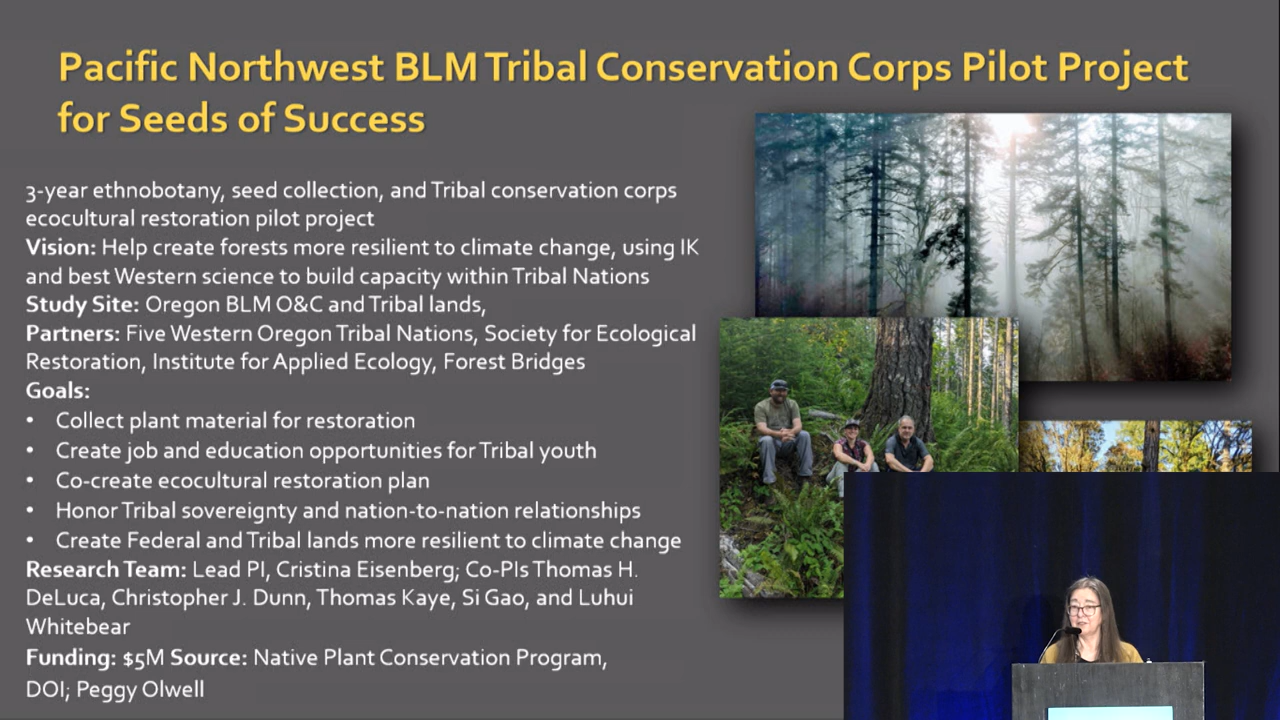 Pacific Northwest BLM Tribal Conservation Corps Pilot Project
for Seeds of Success
3-year ethnobotany, seed collection, and Tribal conservation corps
ecocultural restoration pilot project
Vision: Help create forests more resilient to climate change, using IK
and best Western science to build capacity within Tribal Nations
Study Site: Oregon BLM O&C and Tribal lands,
Partners: Five Western Oregon Tribal Nations, Society for Ecological
Restoration, Institute for Applied Ecology, Forest Bridges
Goals:
• Collect plant material for restoration
• Create job and education opportunities for Tribal youth
• Co-create ecocultural restoration plan
• Honor Tribal sovereignty and nation-to-nation relationships
• Create Federal and Tribal lands more resilient to climate change
Research Team: Lead PI, Cristina Eisenberg; Co-PIs Thomas H.
DeLuca, Christopher J. Dunn, Thomas Kaye, Si Gao, and Luhui
Whitebear
Funding: $5M Source: Native Plant Conservation Program,
DOI; Peggy Olwell